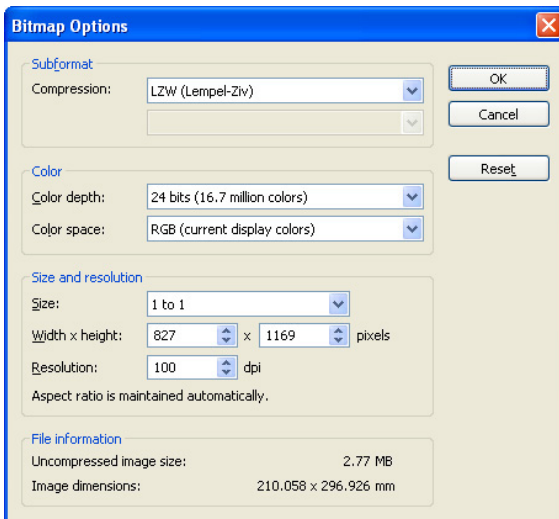 Bitmap Options
Subformat
Compression: LZW (Lempel-Ziv)
OK
Cancel
Reset
Color
Color depth: 24 bits (16.7 million colors)
Color space: RGB (current display colors)
Size and resolution
Size: 1 to 1
Width x height: 827 x 1169 pixels
Resolution: 100 dpi
Aspect ratio is maintained automatically.
File information
Uncompressed image size: 2.77 MB
Image dimensions: 210.058 x 296.926 mm